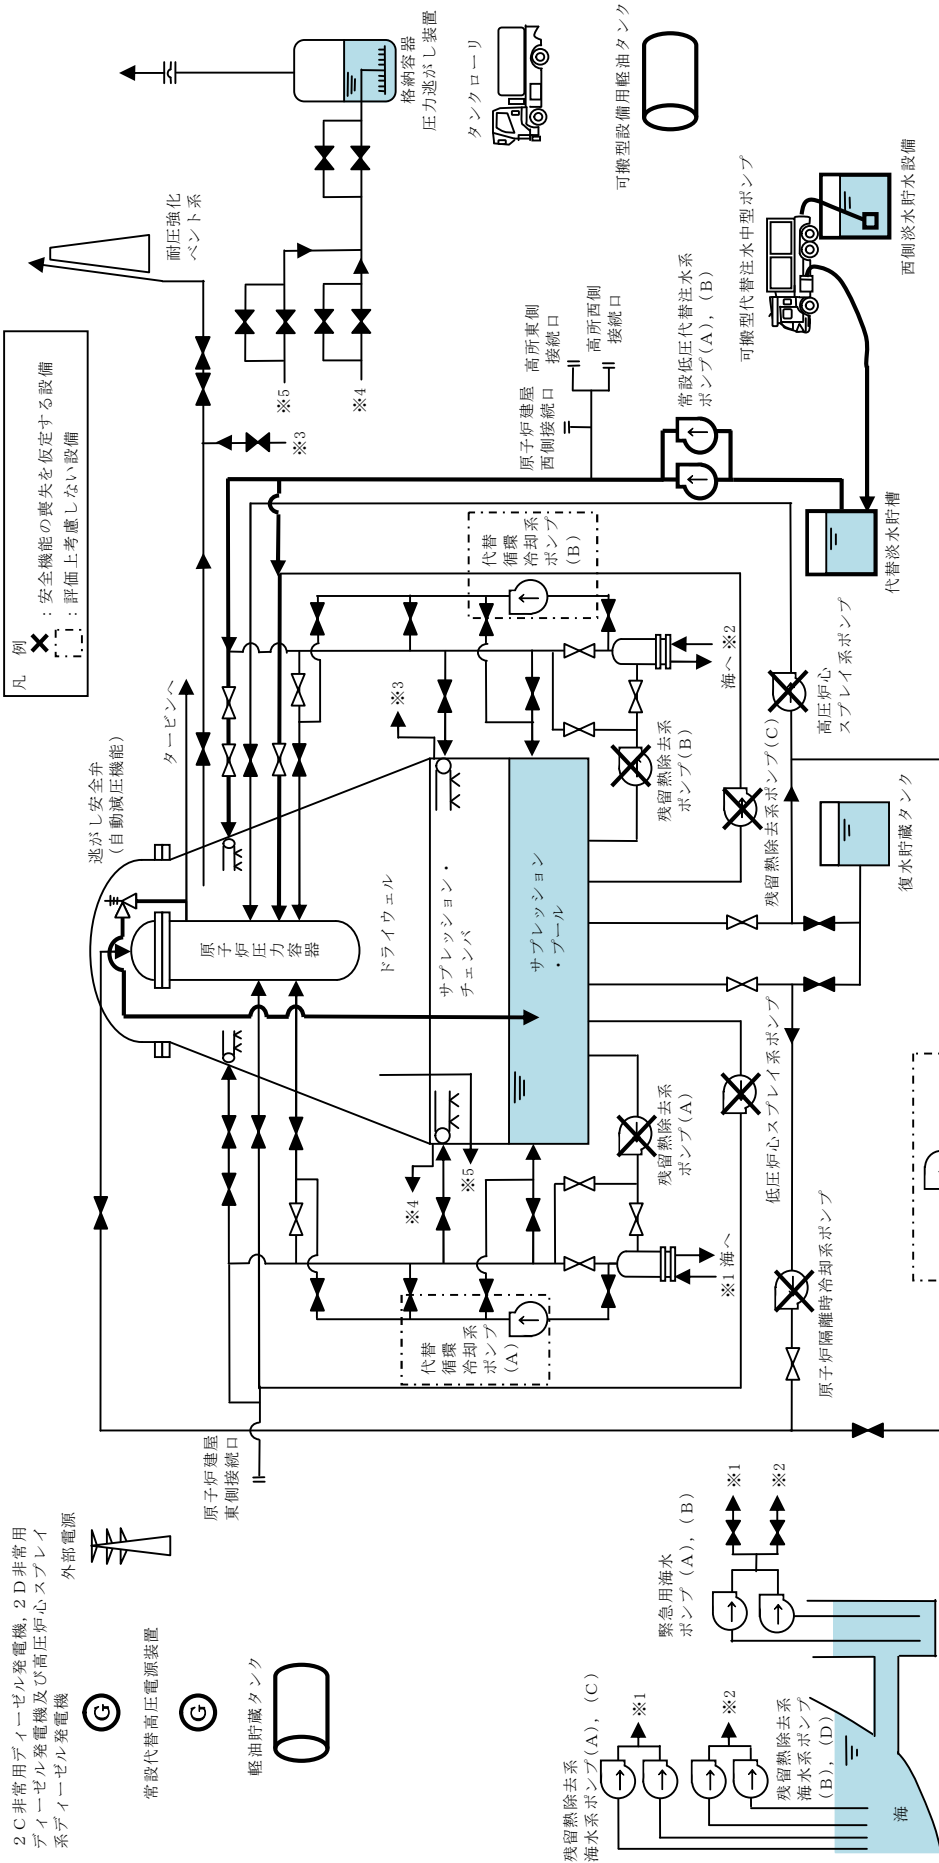 凡 例
：安全機能の喪失を仮定する設備
：評価上考慮しない設備
耐圧強化
ベント系
格納容器
圧力逃がし装置
タンクローリ
可搬型設備用軽油タンク
可搬型代替注水中型ポンプ
西側淡水貯水設備
※5
※4
※3
高所東側
接続口
高所西側
接続口
原子炉建屋
西側接続口
常設低圧代替注水系
ポンプ(A)，(B)
代替淡水貯槽
タービンへ
逃がし安全弁
(自動減圧機能)
代替
循環
冷却系
ポンプ
(B)
※3
海へ ※2
残留熱除去系
ポンプ(B)
高圧炉心
スプレイ系ポンプ
残留熱除去系ポンプ(C)
復水貯蔵タンク
原子炉圧力容器
ドライウェル
サプレッション・
チェンバ
サプレッション
・プール
※4
※5
残留熱除去系
ポンプ(A)
低圧炉心スプレイ系ポンプ
※1 海へ
代替
循環
冷却系
ポンプ
(A)
原子炉隔離時冷却系ポンプ
原子炉建屋
東側接続口
2C非常用ディーゼル発電機，2D非常用
ディーゼル発電機及び高圧炉心スプレイ
系ディーゼル発電機
外部電源
G
常設代替高圧電源装置
G
軽油貯蔵タンク
緊急用海水
ポンプ(A)，(B)
※1
※2
残留熱除去系
海水系ポンプ(A)，(C)
※1
※2
残留熱除去系
海水系ポンプ
(B)，(D)
海